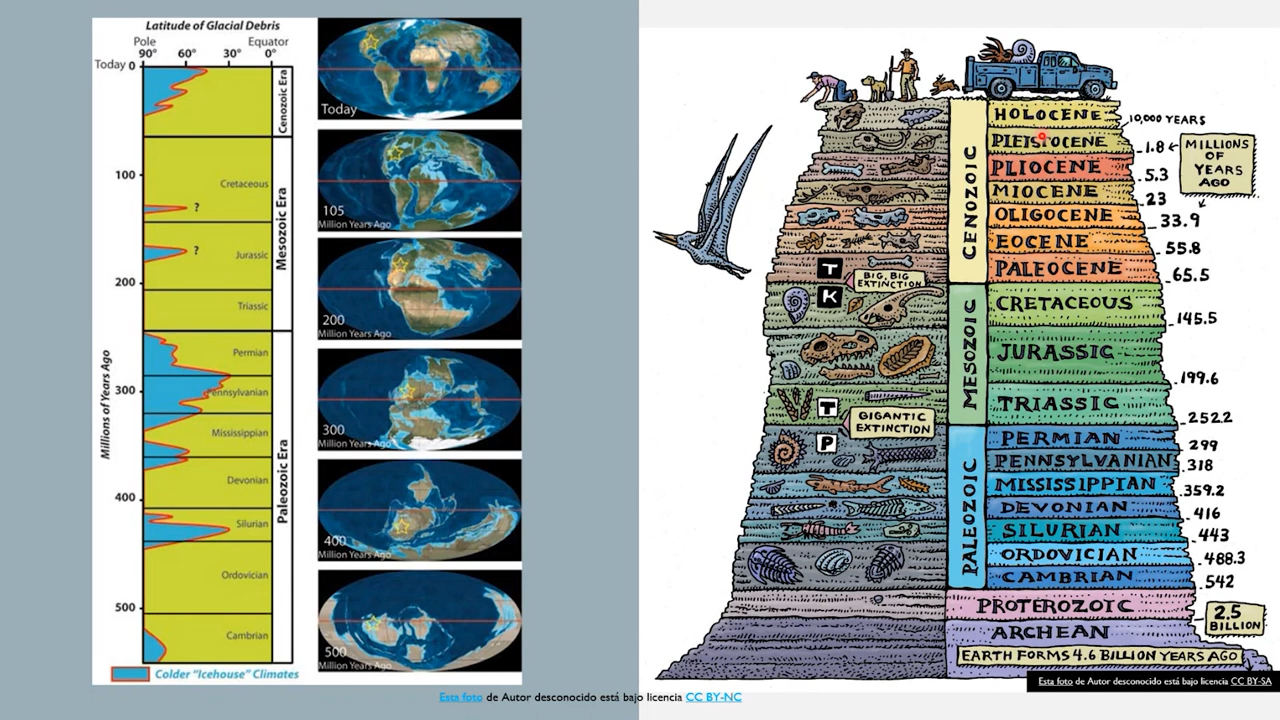 Latitude of Glacial Debris
Pole
Equator
90° 60° 30° 0°
Today 0
100
200
300
400
500
Millions of Years Ago
Cretaceous
?
?
Jurassic
Triassic
Permian
ennsylvanian
Mississippian
Devonian
Silurian
Ordovician
Cambrian
Cenozoic Era
Mesozoic Era
Paleozoic Era
Colder "Icehouse" Climates
Today
105
Million Years Ago
200
Million Years Ago
300
Million Years Ago
400
Million Years Ago
500
Million Years Ago
Esta foto de Autor desconocido está bajo licencia CC BY-NC
HOLOCENE
10,000 YEARS
PLEISTOCENE
1.8
MILLIONS
OF
YEARS
AGO
PLIOCENE
5.3
MIOCENE
23
OLIGOCENE
33.9
EOCENE
55.8
PALEOCENE
65.5
CENOZOIC
T
BIG, BIG
EXTINCTION
K
CRETACEOUS
145.5
JURASSIC
199.6
TRIASSIC
252.2
MESOZOIC
T
GIGANTIC
EXTINCTION
P
PERMIAN
299
PENNSYLVANIAN
318
MISSISSIPPIAN
359.2
DEVONIAN
416
SILURIAN
443
ORDOVICIAN
488.3
CAMBRIAN
542
PALEOZOIC
PROTEROZOIC
2.5
BILLION
ARCHEAN
EARTH FORMS 4.6 BILLION YEARS AGO
Esta foto de Autor desconocido está bajo licencia CC BY-SA